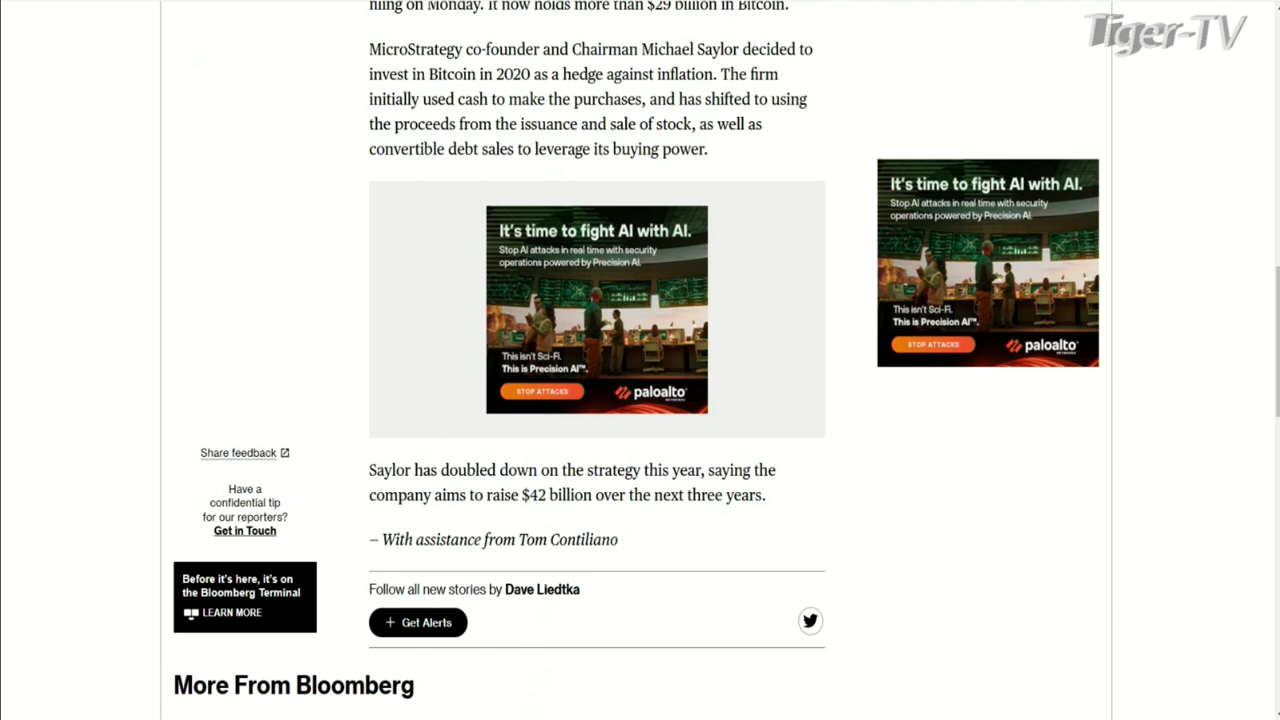 ning on Monday. It now holds more than $29 billion in Bitcoin.
Tiger-TV
MicroStrategy co-founder and Chairman Michael Saylor decided to
invest in Bitcoin in 2020 as a hedge against inflation. The firm
initially used cash to make the purchases, and has shifted to using
the proceeds from the issuance and sale of stock, as well as
convertible debt sales to leverage its buying power.
It's time to fight AI with AI.
Stop AI attacks in real time with security
operations powered by Precision AI.
This isn't Sci-Fi.
This is Precision AI™.
STOP ATTACKS
paloalto
NETWORKS
It's time to fight AI with AI.
Stop AI attacks in real time with security
operations powered by Precision AI.
This isn't Sci-Fi.
This is Precision AI™.
STOP ATTACKS
paloalto
NETWORKS
Share feedback
Have a
confidential tip
for our reporters?
Get in Touch
Before it's here, it's on
the Bloomberg Terminal
LEARN MORE
Saylor has doubled down on the strategy this year, saying the
company aims to raise $42 billion over the next three years.
– With assistance from Tom Contiliano
Follow all new stories by Dave Liedtka
+ Get Alerts
More From Bloomberg